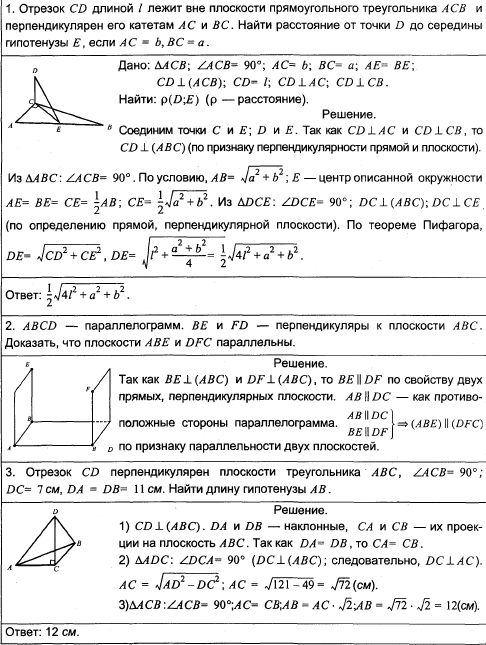 1. Отрезок CD длиной l лежит вне плоскости прямоугольного треугольника ACB и
перпендикулярен его катетам AC и BC. Найти расстояние от точки D до середины
гипотенузы E, если AC = b, BC = a.
D
C
A
E
B
Дано: ΔACB; ∠ACB= 90°; AC= b; BC= a; AE= BE;
CD⊥(ACB); CD= l; CD⊥AC; CD⊥CB.
Найти: ρ(D;E) (ρ — расстояние).
Решение.
Соединим точки C и E; D и E. Так как CD⊥AC и CD⊥CB, то
CD⊥(ABC) (по признаку перпендикулярности прямой и плоскости).
Из ΔABC: ∠ACB= 90°. По условию, AB= √(a²+b²); E — центр описанной окружности
AE= BE= CE= 1/2 AB; CE= 1/2 √(a²+b²). Из ΔDCE: ∠DCE= 90°; DC⊥(ABC); DC⊥CE
(по определению прямой, перпендикулярной плоскости). По теореме Пифагора,
DE= √(CD²+CE²), DE= √(l²+(a²+b²)/4) = 1/2 √(4l²+a²+b²).
Ответ: 1/2 √(4l²+a²+b²).
2. ABCD — параллелограмм. BE и FD — перпендикуляры к плоскости ABC.
Доказать, что плоскости ABE и DFC параллельны.
E
F
B
A
B
D
Решение.
Так как BE⊥(ABC) и DF⊥(ABC), то BE∥DF по свойству двух
прямых, перпендикулярных плоскости. AB∥DC — как противо-
положные стороны параллелограмма. AB∥DC BE∥DF } ⇒(ABE)∥(DFC)
по признаку параллельности двух плоскостей.
3. Отрезок CD перпендикулярен плоскости треугольника ABC, ∠ACB= 90°;
DC= 7см, DA = DB= 11см. Найти длину гипотенузы AB.
D
B
A
C
Решение.
1) CD⊥(ABC). DA и DB — наклонные, CA и CB — их проек-
ции на плоскость ABC. Так как DA= DB, то CA= CB.
2) ΔADC: ∠DCA= 90° (DC⊥(ABC); следовательно, DC⊥AC).
AC = √(AD²−DC²); AC = √(121−49) = √72(см).
3)ΔACB:∠ACB= 90°;AC= CB;AB= AC·√2;AB= √72·√2 = 12(см).
Ответ: 12 см.